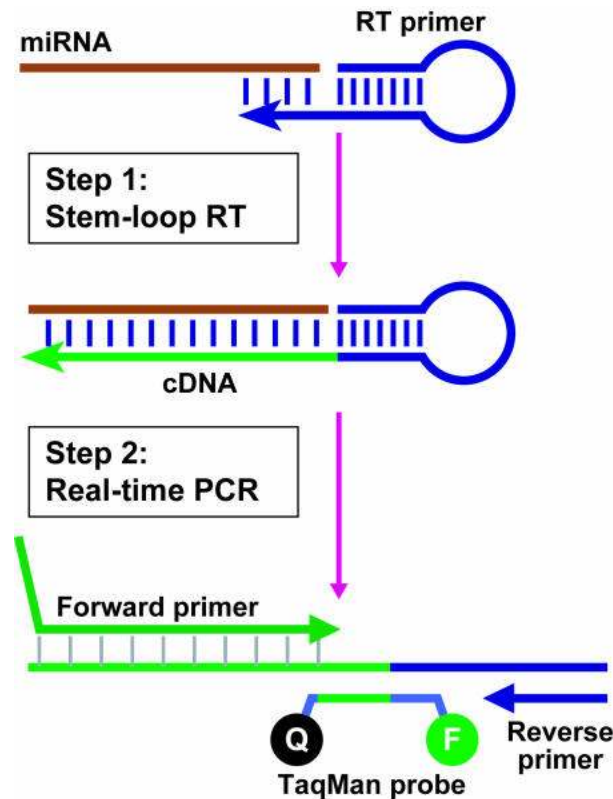 RT primer
miRNA
Step 1:
Stem-loop RT
cDNA
Step 2:
Real-time PCR
Forward primer
Q
F
Reverse
primer
TaqMan probe